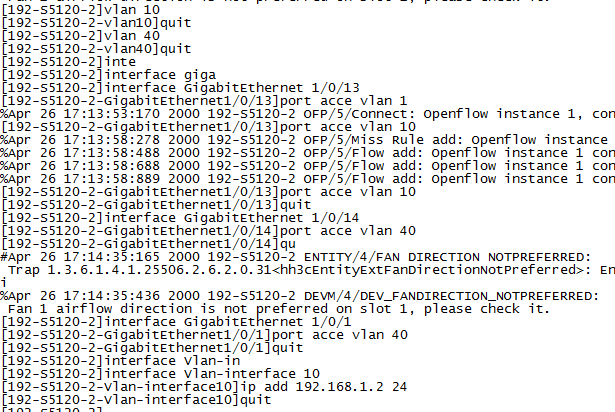 [192-S5120-2]vlan 10
[192-S5120-2-vlan10]quit
[192-S5120-2]vlan 40
[192-S5120-2-vlan40]quit
[192-S5120-2]inte
[192-S5120-2]interface giga
[192-S5120-2]interface GigabitEthernet 1/0/13
[192-S5120-2-GigabitEthernet1/0/13]port acce vlan 1
%Apr 26 17:13:53:170 2000 192-S5120-2 OFP/5/Connect: Openflow instance 1, con
[192-S5120-2-GigabitEthernet1/0/13]port acce vlan 10
%Apr 26 17:13:58:278 2000 192-S5120-2 OFP/5/Miss Rule add: Openflow instance
%Apr 26 17:13:58:488 2000 192-S5120-2 OFP/5/Flow add: Openflow instance 1 con
%Apr 26 17:13:58:688 2000 192-S5120-2 OFP/5/Flow add: Openflow instance 1 con
%Apr 26 17:13:58:889 2000 192-S5120-2 OFP/5/Flow add: Openflow instance 1 con
[192-S5120-2-GigabitEthernet1/0/13]port acce vlan 10
[192-S5120-2-GigabitEthernet1/0/13]quit
[192-S5120-2]interface GigabitEthernet 1/0/14
[192-S5120-2-GigabitEthernet1/0/14]port acce vlan 40
[192-S5120-2-GigabitEthernet1/0/14]qu
#Apr 26 17:14:35:165 2000 192-S5120-2 ENTITY/4/FAN DIRECTION NOTPREFERRED:
Trap 1.3.6.1.4.1.25506.2.6.2.0.31<hh3cEntityExtFanDirectionNotPreferred>: En
i
%Apr 26 17:14:35:436 2000 192-S5120-2 DEVM/4/DEV_FANDIRECTION_NOTPREFERRED:
Fan 1 airflow direction is not preferred on slot 1, please check it.
[192-S5120-2]interface GigabitEthernet 1/0/1
[192-S5120-2-GigabitEthernet1/0/1]port acce vlan 40
[192-S5120-2-GigabitEthernet1/0/1]quit
[192-S5120-2]interface Vlan-in
[192-S5120-2]interface Vlan-interface 10
[192-S5120-2-Vlan-interface10]ip add 192.168.1.2 24
[192-S5120-2-Vlan-interface10]quit